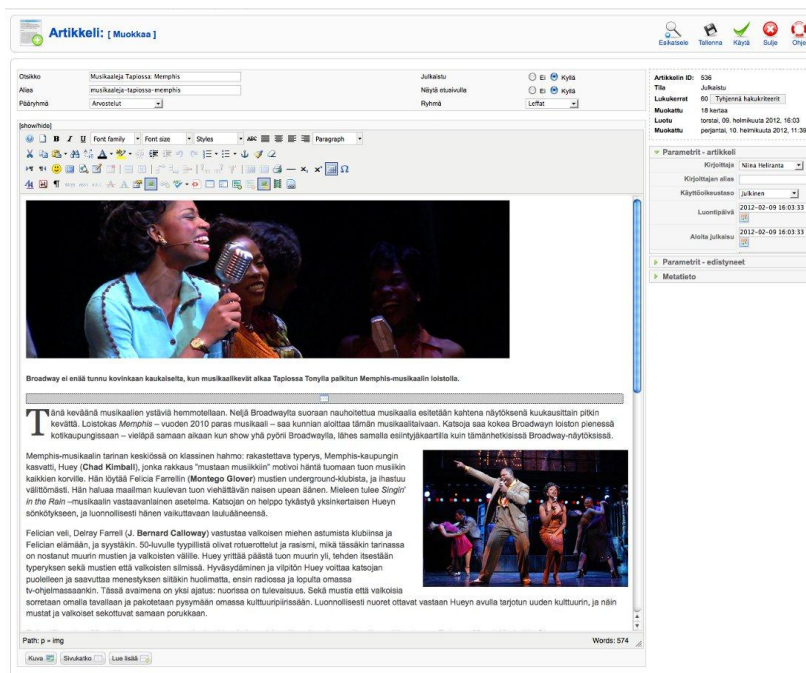 Artikkeli: [ Muokkaa ]
Esikatsele Tallenna Käytä Sulje Ohje
Otsikko Musikaaleja Tapiossa: Memphis Julkaistu Ei Kyllä
Alias musikaaleja-tapiossa-memphis Näytä etusivulla Ei Kyllä
Pääryhmä Arvostelut Ryhmä Leffat
[show/hide]
B I U Font family Font size Styles ABC Paragraph
Broadway ei enää tunnu kovinkaan kaukaiselta, kun musikaalikevät alkaa Tapiossa Tonylla palkitun Memphis-musikaalin loistolla.
Tänä keväänä musikaalien ystäviä hemmotellaan. Neljä Broadwaylta suoraan nauhoitettua musikaalia esitetään kahtena näytöksenä kuukausittain pitkin
kevättä. Loistokas Memphis – vuoden 2010 paras musikaali – saa kunnian aloittaa tämän musikaalitaivaan. Katsoja saa kokea Broadwayn loiston pienessä
kotikaupungissaan – vieläpä samaan aikaan kun show yhä pyörii Broadwaylla, lähes samalla esiintyjäkaartilla kuin tämänhetkisissä Broadway-näytöksissä.
Memphis-musikaalin tarinan keskiössä on klassinen hahmo: rakastettava typerys, Memphis-kaupungin
kasvatti, Huey (Chad Kimball), jonka rakkaus "mustaan musiikkiin" motivoi häntä tuomaan tuon musiikin
kaikkien korville. Hän löytää Felicia Farrellin (Montego Glover) mustien underground-klubista, ja ihastuu
välittömästi. Hän haluaa maailman kuulevan tuon viehättävän naisen upean äänen. Mieleen tulee Singin'
in the Rain –musikaalin vastaavanlainen asetelma. Katsojan on helppo tykästyä yksinkertaisen Hueyn
sönkötykseen, ja luonnollisesti hänen vaikuttavaan lauluääneensä.
Felician veli, Delray Farrell (J. Bernard Calloway) vastustaa valkoisen miehen astumista klubiinsa ja
Felician elämään, ja syystäkin. 50-luvulle tyypillistä olivat rotuerottelut ja rasismi, mikä tässäkin tarinassa
on nostanut muurin mustien ja valkoisten välille. Huey yrittää päästä tuon muurin yli, tehden itsestään
typeryksen sekä mustien että valkoisten silmissä. Hyväsydäminen ja vilpitön Huey voittaa katsojan
puolelleen ja saavuttaa menestyksen siitäkin huolimatta, ensin radiossa ja lopulta omassa
tv-ohjelmassaankin. Tässä avaimena on yksi ajatus: nuorissa on tulevaisuus. Sekä mustia että valkoisia
sorretaan omalla tavallaan ja pakotetaan pysymään omassa kulttuuripiirissään. Luonnollisesti nuoret ottavat vastaan Hueyn avulla tarjotun uuden kulttuurin, ja näin
mustat ja valkoiset sekottuvat samaan porukkaan.
Path: p » img Words: 574
Kuva Sivukatko Lue lisää
Artikkelin ID: 536
Tila Julkaistu
Lukukerrat 60 Tyhjennä hakukriteerit
Muokattu 18 kertaa
Luotu torstai, 09. helmikuuta 2012, 16:03
Muokattu perjantai, 10. helmikuuta 2012, 11:39
Parametrit - artikkeli
Kirjoittaja Niina Heliranta
Kirjoittajan alias
Käyttöoikeustaso Julkinen
Luontipäivä 2012-02-09 16:03:33
Aloita julkaisu 2012-02-09 16:03:33
Parametrit - edistyneet
Metatieto